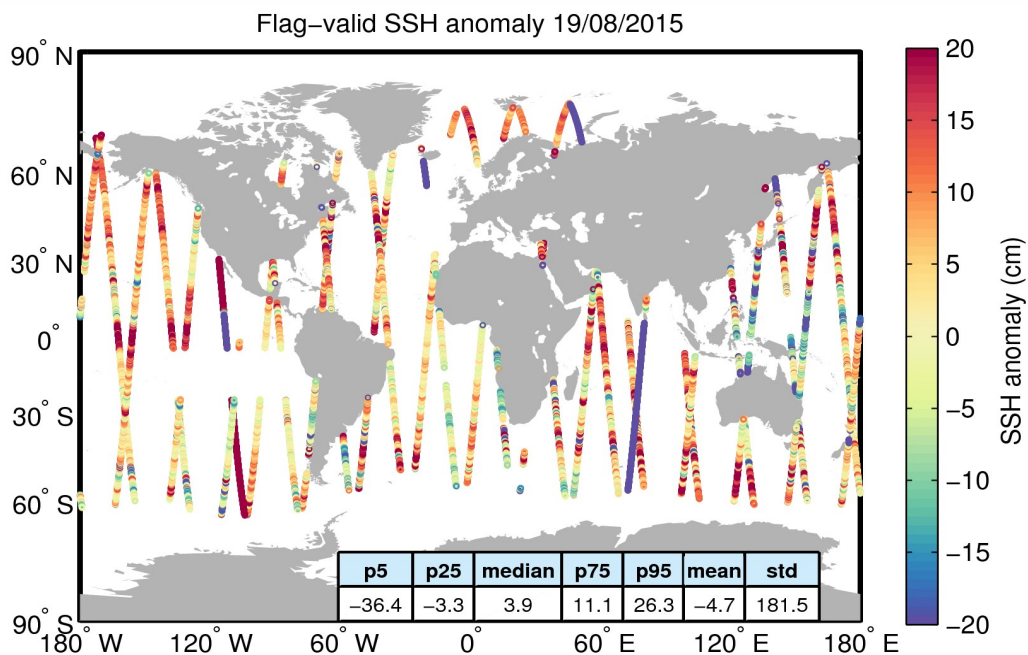 Flag−valid SSH anomaly 19/08/2015
90° N
60° N
30° N
0°
30° S
60° S
90° S
180° W 120° W 60° W 0° 60° E 120° E 180° E
p5 p25 median p75 p95 mean std
−36.4 −3.3 3.9 11.1 26.3 −4.7 181.5
20
15
10
5
0
−5
−10
−15
−20
SSH anomaly (cm)